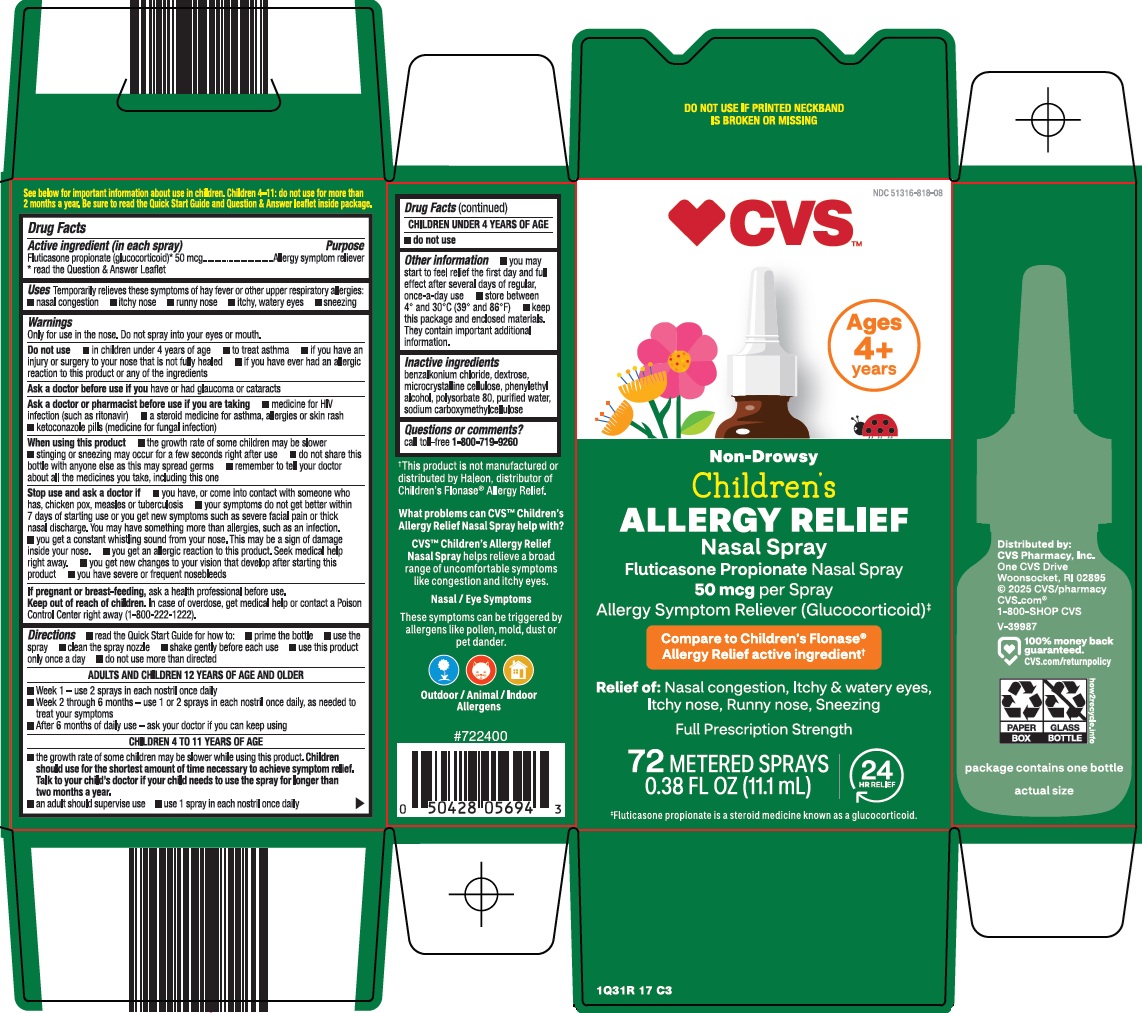 See below for important information about use in children. Children 4–11: do not use for more than
2 months a year. Be sure to read the Quick Start Guide and Question & Answer leaflet inside package.
Drug Facts
Active ingredient (in each spray) Purpose
Fluticasone propionate (glucocorticoid)* 50 mcg..................Allergy symptom reliever
* read the Question & Answer Leaflet
Uses Temporarily relieves these symptoms of hay fever or other upper respiratory allergies:
■ nasal congestion ■ itchy nose ■ runny nose ■ itchy, watery eyes ■ sneezing
Warnings
Only for use in the nose. Do not spray into your eyes or mouth.
Do not use ■ in children under 4 years of age ■ to treat asthma ■ if you have an
injury or surgery to your nose that is not fully healed ■ if you have ever had an allergic
reaction to this product or any of the ingredients
Ask a doctor before use if you have or had glaucoma or cataracts
Ask a doctor or pharmacist before use if you are taking ■ medicine for HIV
infection (such as ritonavir) ■ a steroid medicine for asthma, allergies or skin rash
■ ketoconazole pills (medicine for fungal infection)
When using this product ■ the growth rate of some children may be slower
■ stinging or sneezing may occur for a few seconds right after use ■ do not share this
bottle with anyone else as this may spread germs ■ remember to tell your doctor
about all the medicines you take, including this one
Stop use and ask a doctor if ■ you have, or come into contact with someone who
has, chicken pox, measles or tuberculosis ■ your symptoms do not get better within
7 days of starting use or you get new symptoms such as severe facial pain or thick
nasal discharge. You may have something more than allergies, such as an infection.
■ you get a constant whistling sound from your nose. This may be a sign of damage
inside your nose. ■ you get an allergic reaction to this product. Seek medical help
right away. ■ you get new changes to your vision that develop after starting this
product ■ you have severe or frequent nosebleeds
If pregnant or breast-feeding, ask a health professional before use.
Keep out of reach of children. In case of overdose, get medical help or contact a Poison
Control Center right away (1-800-222-1222).
Directions ■ read the Quick Start Guide for how to: ■ prime the bottle ■ use the
spray ■ clean the spray nozzle ■ shake gently before each use ■ use this product
only once a day ■ do not use more than directed
ADULTS AND CHILDREN 12 YEARS OF AGE AND OLDER
■ Week 1 – use 2 sprays in each nostril once daily
■ Week 2 through 6 months – use 1 or 2 sprays in each nostril once daily, as needed to
treat your symptoms
■ After 6 months of daily use – ask your doctor if you can keep using
CHILDREN 4 TO 11 YEARS OF AGE
■ the growth rate of some children may be slower while using this product. Children
should use for the shortest amount of time necessary to achieve symptom relief.
Talk to your child's doctor if your child needs to use the spray for longer than
two months a year.
■ an adult should supervise use ■ use 1 spray in each nostril once daily
Drug Facts (continued)
CHILDREN UNDER 4 YEARS OF AGE
■ do not use
Other information ■ you may
start to feel relief the first day and full
effect after several days of regular,
once-a-day use ■ store between
4° and 30°C (39° and 86°F) ■ keep
this package and enclosed materials.
They contain important additional
information.
Inactive ingredients
benzalkonium chloride, dextrose,
microcrystalline cellulose, phenylethyl
alcohol, polysorbate 80, purified water,
sodium carboxymethylcellulose
Questions or comments?
call toll-free 1-800-719-9260
†This product is not manufactured or
distributed by Haleon, distributor of
Children's Flonase® Allergy Relief.
What problems can CVS™ Children's
Allergy Relief Nasal Spray help with?
CVS™ Children's Allergy Relief
Nasal Spray helps relieve a broad
range of uncomfortable symptoms
like congestion and itchy eyes.
Nasal / Eye Symptoms
These symptoms can be triggered by
allergens like pollen, mold, dust or
pet dander.
Outdoor / Animal / Indoor
Allergens
#722400
0 50428 05694 3
DO NOT USE IF PRINTED NECKBAND
IS BROKEN OR MISSING
NDC 51316-818-08
CVS™
Ages
4+
years
Non-Drowsy
Children's
ALLERGY RELIEF
Nasal Spray
Fluticasone Propionate Nasal Spray
50 mcg per Spray
Allergy Symptom Reliever (Glucocorticoid)‡
Compare to Children's Flonase®
Allergy Relief active ingredient†
Relief of: Nasal congestion, Itchy & watery eyes,
Itchy nose, Runny nose, Sneezing
Full Prescription Strength
72 METERED SPRAYS
0.38 FL OZ (11.1 mL)
24
HR RELIEF
‡Fluticasone propionate is a steroid medicine known as a glucocorticoid.
1Q31R 17 C3
Distributed by:
CVS Pharmacy, Inc.
One CVS Drive
Woonsocket, RI 02895
© 2025 CVS/pharmacy
CVS.com®
1-800-SHOP CVS
V-39987
100% money back
guaranteed.
CVS.com/returnpolicy
PAPER
BOX
GLASS
BOTTLE
how2recycle.info
package contains one bottle
actual size